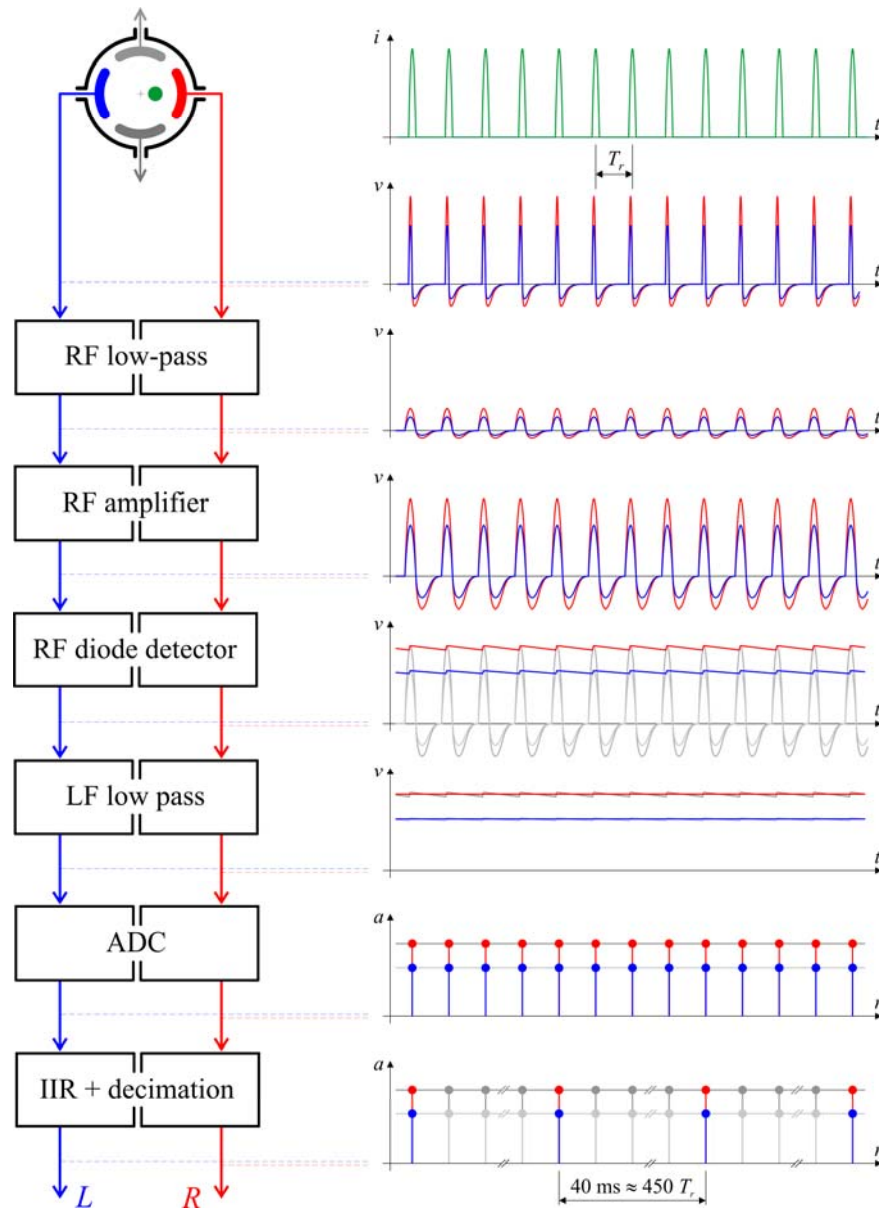 i
t
T_r
v
t
RF low-pass
v
t
RF amplifier
v
t
RF diode detector
v
t
LF low pass
v
t
ADC
a
n
IIR + decimation
a
n
40 ms ≈ 450 T_r
L R